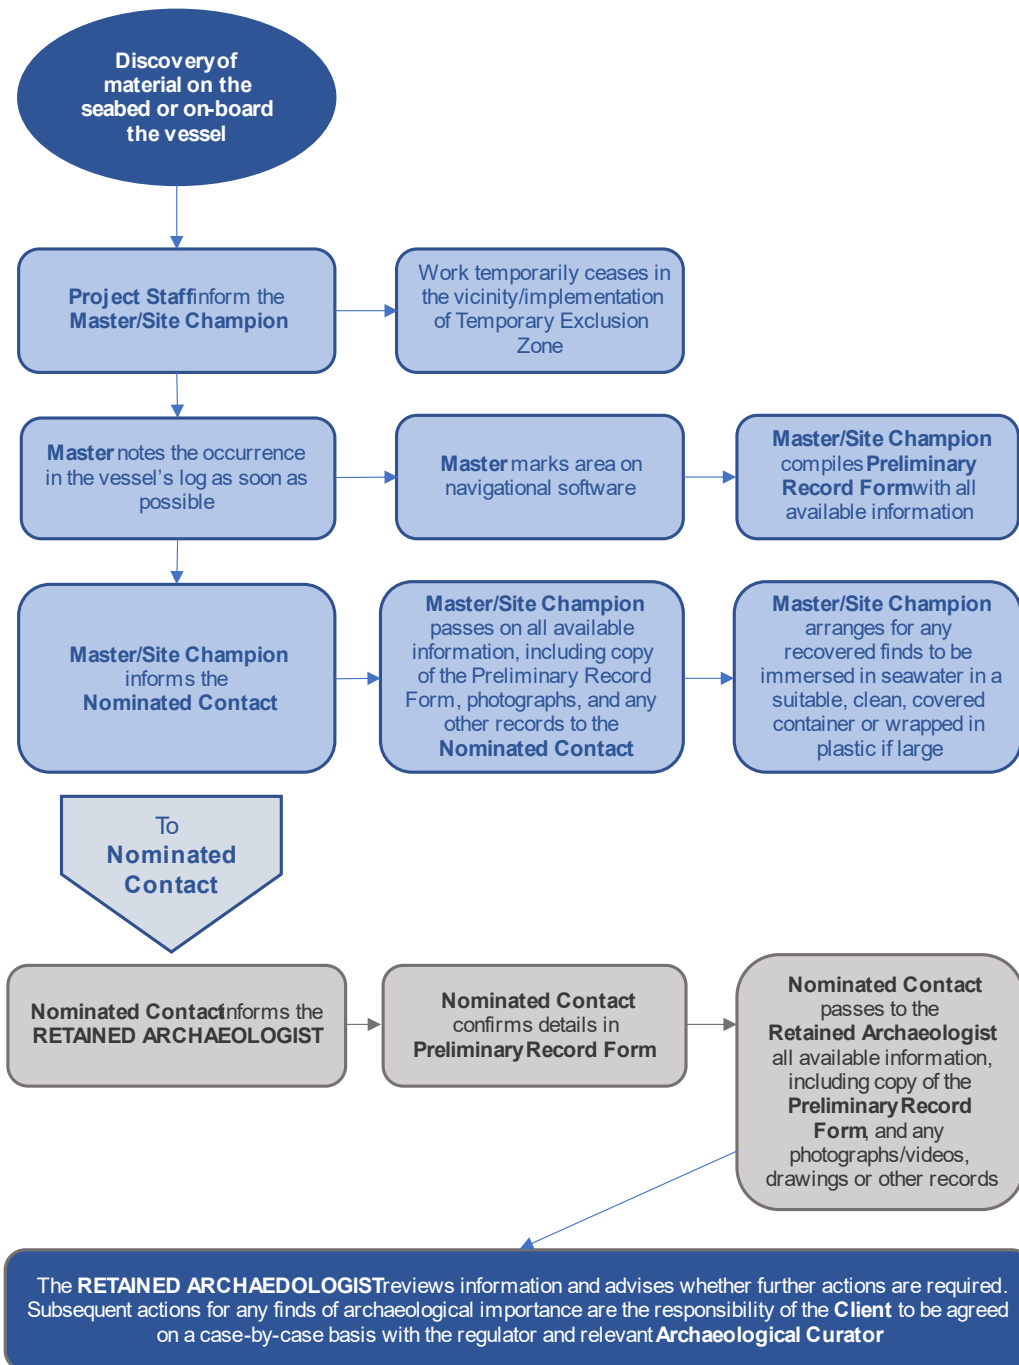 Discovery of
material on the
seabed or on-board
the vessel
Project Staff inform the
Master/Site Champion
Work temporarily ceases in
the vicinity/implementation
of Temporary Exclusion
Zone
Master notes the occurrence
in the vessel's log as soon as
possible
Master marks area on
navigational software
Master/Site Champion
compiles Preliminary
Record Form with all
available information
Master/Site Champion
informs the
Nominated Contact
Master/Site Champion
passes on all available
information, including copy
of the Preliminary Record
Form, photographs, and any
other records to the
Nominated Contact
Master/Site Champion
arranges for any
recovered finds to be
immersed in seawater in a
suitable, clean, covered
container or wrapped in
plastic if large
To
Nominated
Contact
Nominated Contact informs the
RETAINED ARCHAEOLOGIST
Nominated Contact
confirms details in
Preliminary Record Form
Nominated Contact
passes to the
Retained Archaeologist
all available information,
including copy of the
Preliminary Record
Form, and any
photographs/videos,
drawings or other records
The RETAINED ARCHAEDOLOGIST reviews information and advises whether further actions are required.
Subsequent actions for any finds of archaeological importance are the responsibility of the Client to be agreed
on a case-by-case basis with the regulator and relevant Archaeological Curator